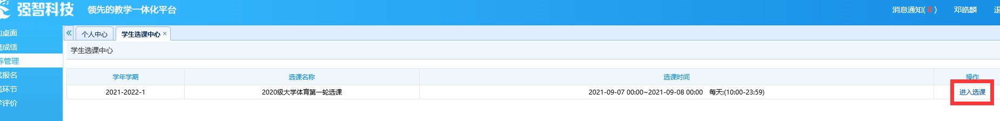 强智科技 领先的教学一体化平台 消息通知( 0 ) 邓皓麟
桌面
成绩
管理
报名
环节
评价
« 个人中心 学生选课中心 ×
学生选课中心
学年学期 选课名称 选课时间 操作
2021-2022-1 2020级大学体育第一轮选课 2021-09-07 00:00~2021-09-08 00:00 每天:(10:00-23:59) 进入选课